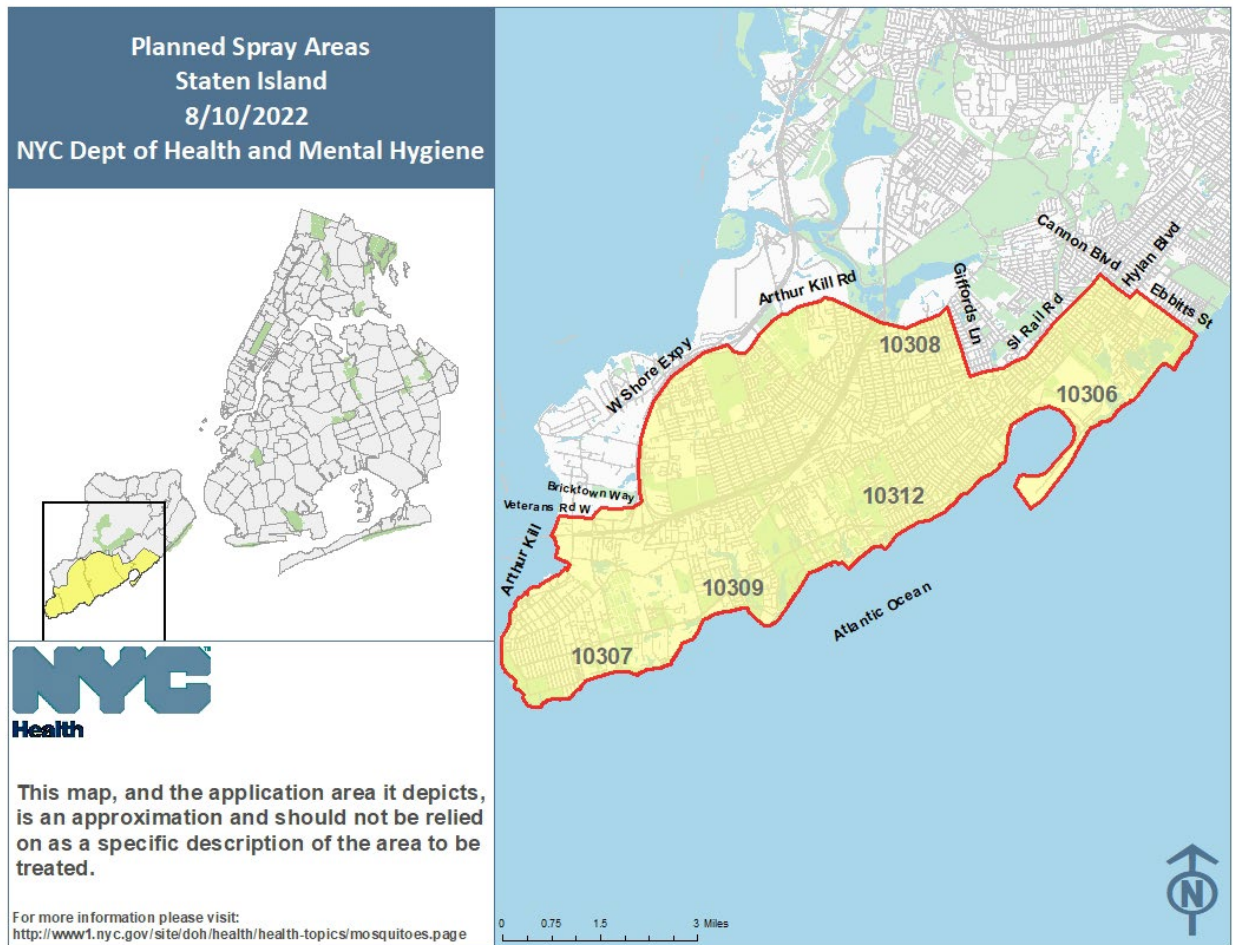 Planned Spray Areas
Staten Island
8/10/2022
NYC Dept of Health and Mental Hygiene
NYC
TM
Health
This map, and the application area it depicts,
is an approximation and should not be relied
on as a specific description of the area to be
treated.
For more information please visit:
http://www1.nyc.gov/site/doh/health/health-topics/mosquitoes.page
Cannon Blvd
Hylan Blvd
Ebbitts St
Giffords Ln
SI Rail Rd
Arthur Kill Rd
10308
W Shore Expy
10306
Bricktown Way
Veterans Rd W
10312
Arthur Kill
10309
Atlantic Ocean
10307
0 0.75 1.5 3 Miles
N